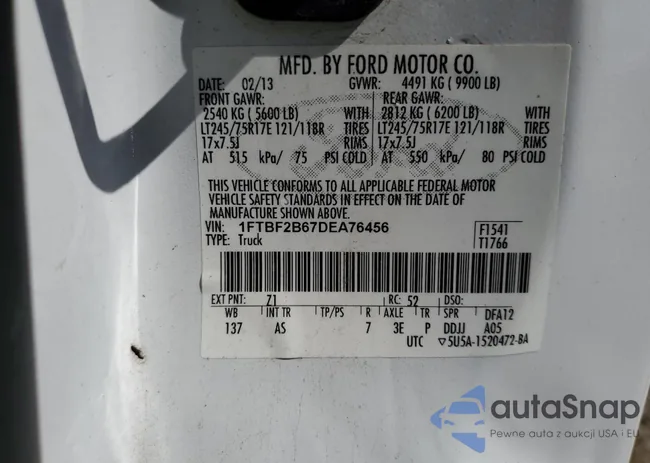 MFD. BY FORD MOTOR CO.
DATE: 02/13 GVWR: 4491 KG ( 9900 LB)
FRONT GAWR: REAR GAWR:
2540 KG ( 5600 LB) WITH 2812 KG ( 6200 LB) WITH
LT245/75R17E 121/118R TIRES LT245/75R17E 121/118R TIRES
17x7.5J RIMS 17x7.5J RIMS
AT 515 kPa/ 75 PSI COLD AT 550 kPa/ 80 PSI COLD
THIS VEHICLE CONFORMS TO ALL APPLICABLE FEDERAL MOTOR
VEHICLE SAFETY STANDARDS IN EFFECT ON THE DATE OF
MANUFACTURE SHOWN ABOVE.
VIN: 1FTBF2B67DEA76456 F1541
TYPE: Truck T1766
EXT PNT: Z1 RC: 52 DSO:
WB INT TR TP/PS R AXLE TR SPR DFA12
137 AS 7 3E P DDJJ A05
UTC ▽5U5A-1520472-BA
autaSnap
Pewne auta z aukcji USA i EU